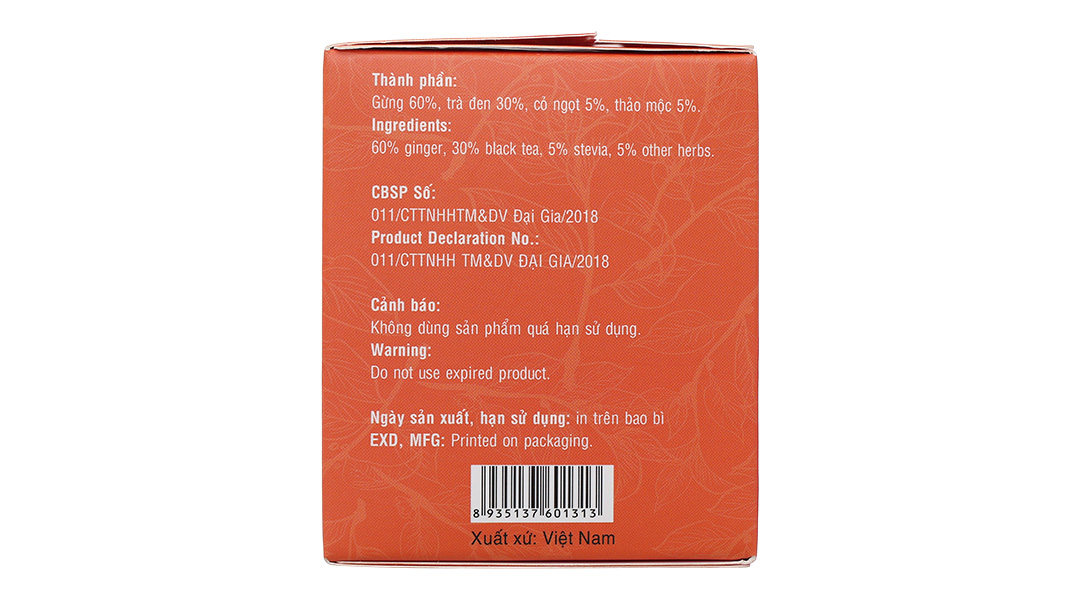 Thành phần:
Gừng 60%, trà đen 30%, cỏ ngọt 5%, thảo mộc 5%.
Ingredients:
60% ginger, 30% black tea, 5% stevia, 5% other herbs.
CBSP Số:
011/CTTNHHTM&DV Đại Gia/2018
Product Declaration No.:
011/CTTNHH TM&DV ĐẠI GIA/2018
Cảnh báo:
Không dùng sản phẩm quá hạn sử dụng.
Warning:
Do not use expired product.
Ngày sản xuất, hạn sử dụng: in trên bao bì
EXD, MFG: Printed on packaging.
8 935137 601313
Xuất xứ: Việt Nam